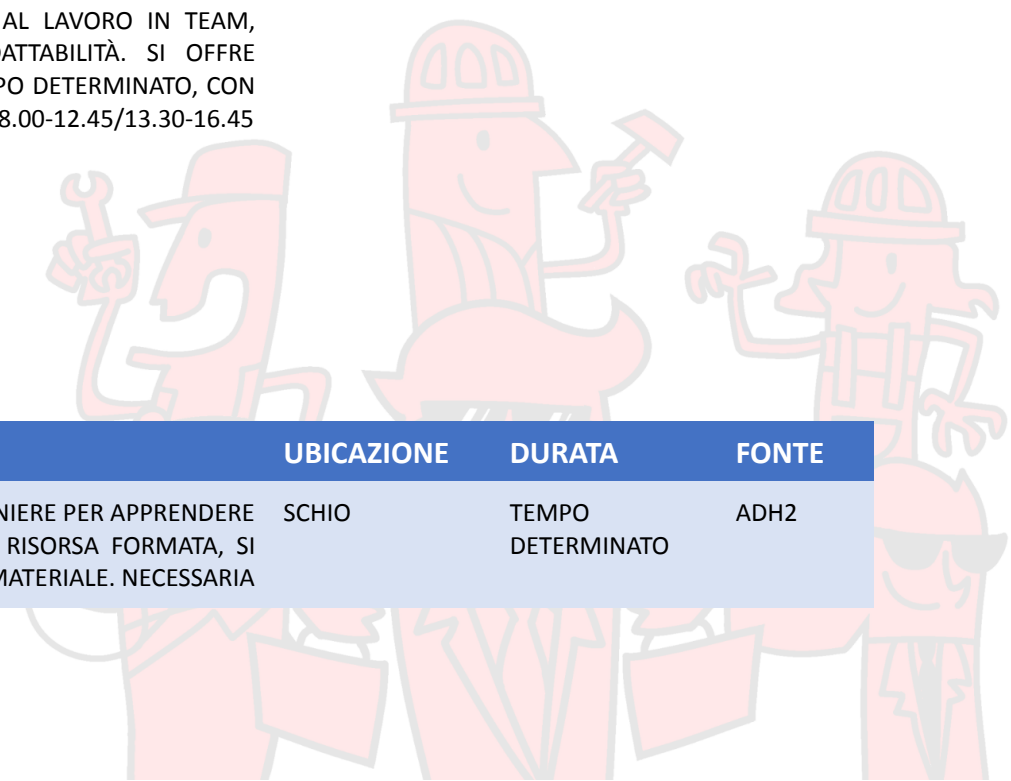 AL LAVORO IN TEAM,
DATTABILITÀ. SI OFFRE
PO DETERMINATO, CON
8.00-12.45/13.30-16.45
UBICAZIONE DURATA FONTE
NIERE PER APPRENDERE SCHIO TEMPO ADH2
RISORSA FORMATA, SI DETERMINATO
MATERIALE. NECESSARIA